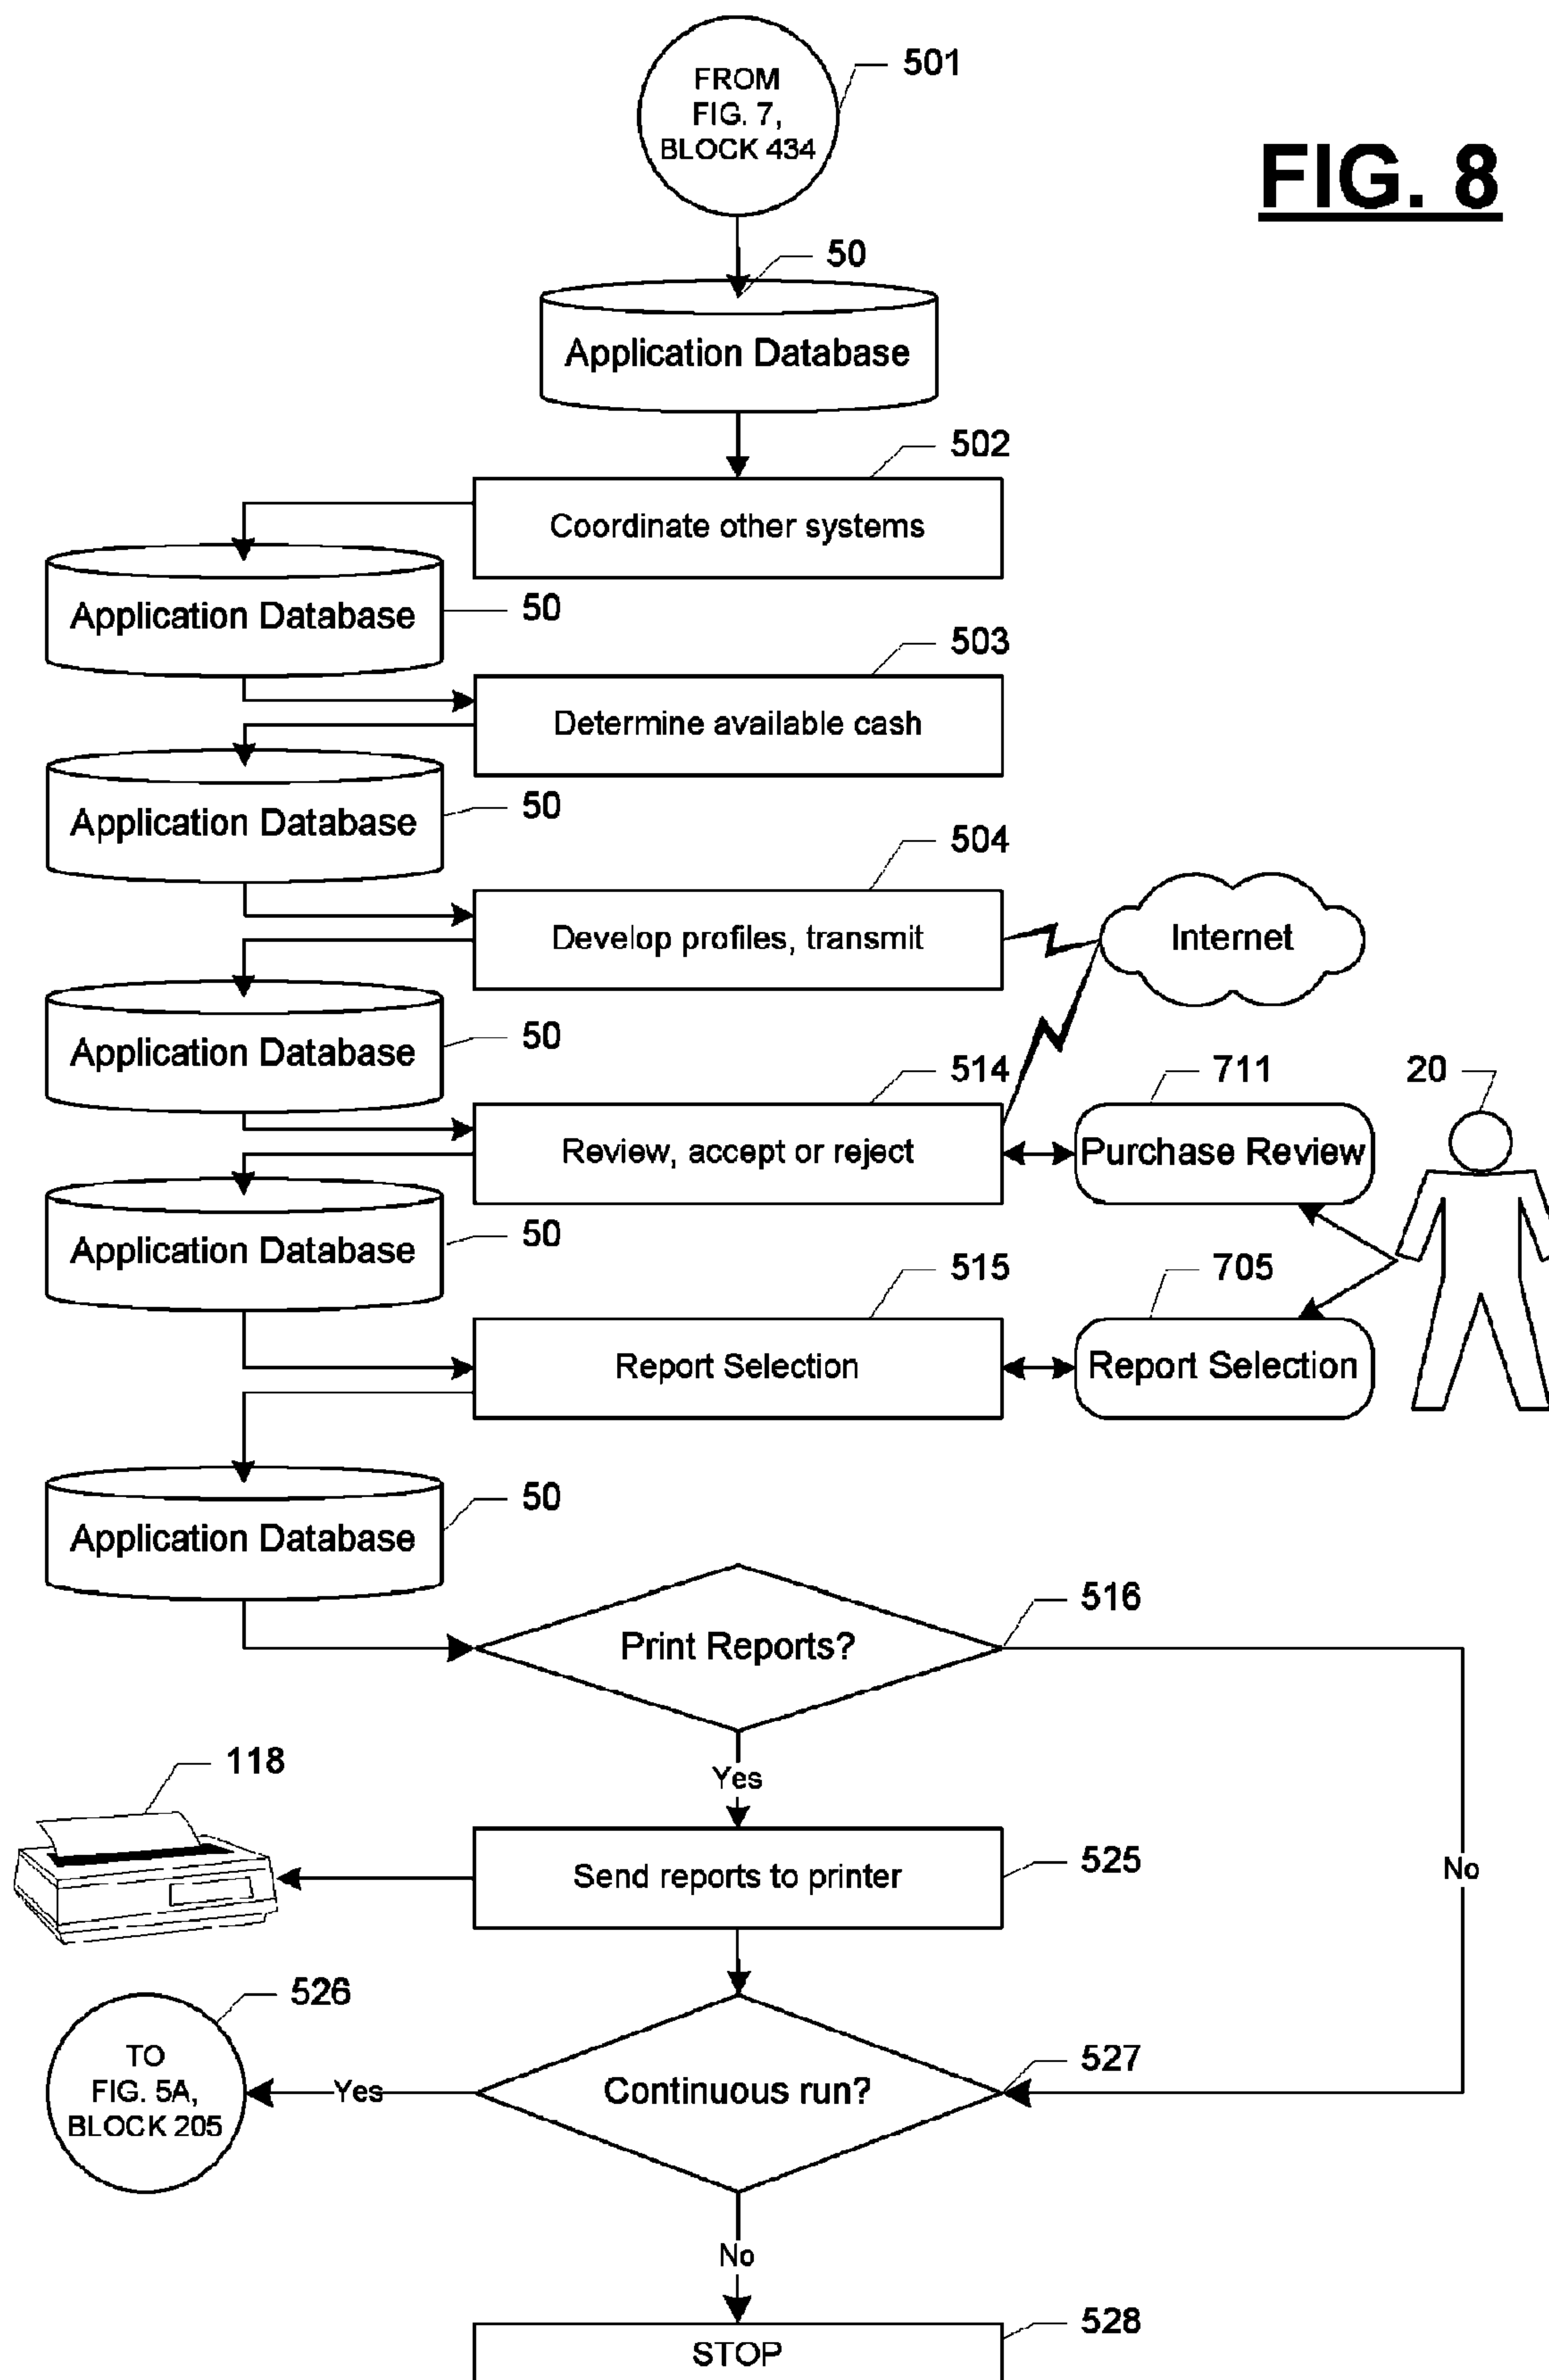 FROM
FIG. 7,
BLOCK 434
501
FIG. 8
50
Application Database
502
Coordinate other systems
Application Database
50
503
Determine available cash
Application Database
50
504
Develop profiles, transmit
Internet
Application Database
50
514
711
20
Review, accept or reject
Purchase Review
Application Database
50
515
705
Report Selection
Report Selection
Application Database
50
516
Print Reports?
Yes
118
Send reports to printer
525
No
526
TO
FIG. 5A,
BLOCK 205
Yes
Continuous run?
527
No
528
STOP